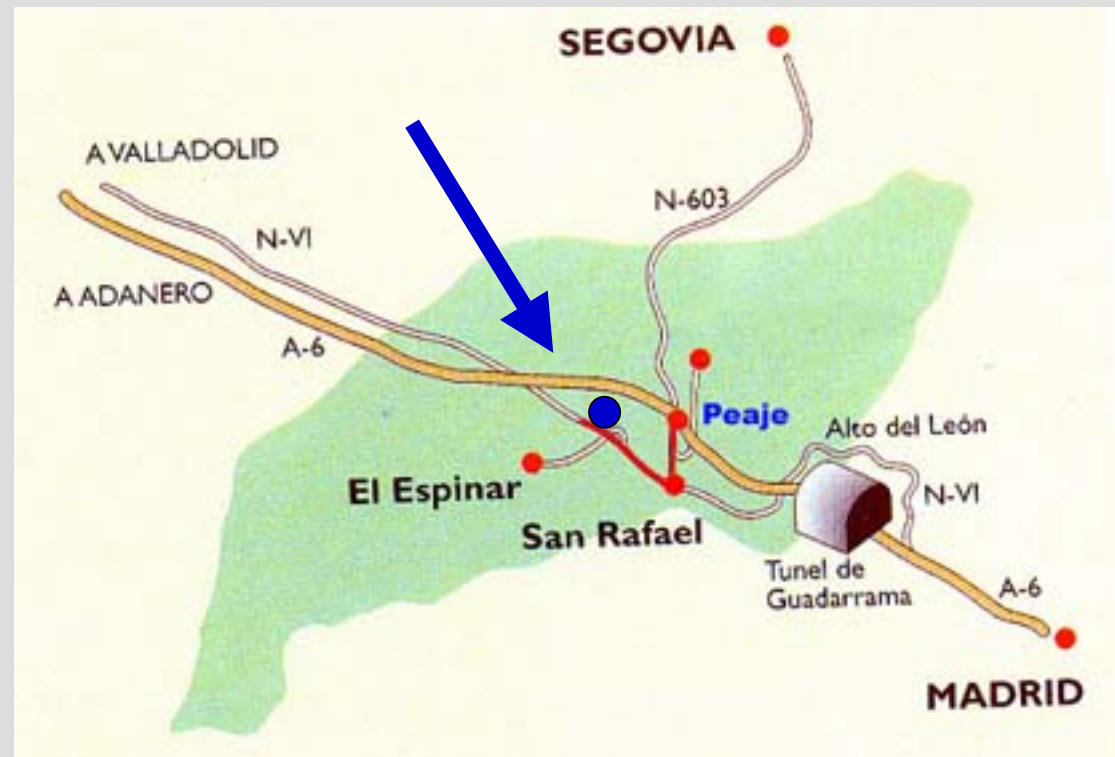 SEGOVIA
A VALLADOLID
N-603
N-VI
A ADANERO
A-6
Peaje
Alto del León
El Espinar
N-VI
San Rafael
Tunel de
Guadarrama
A-6
MADRID